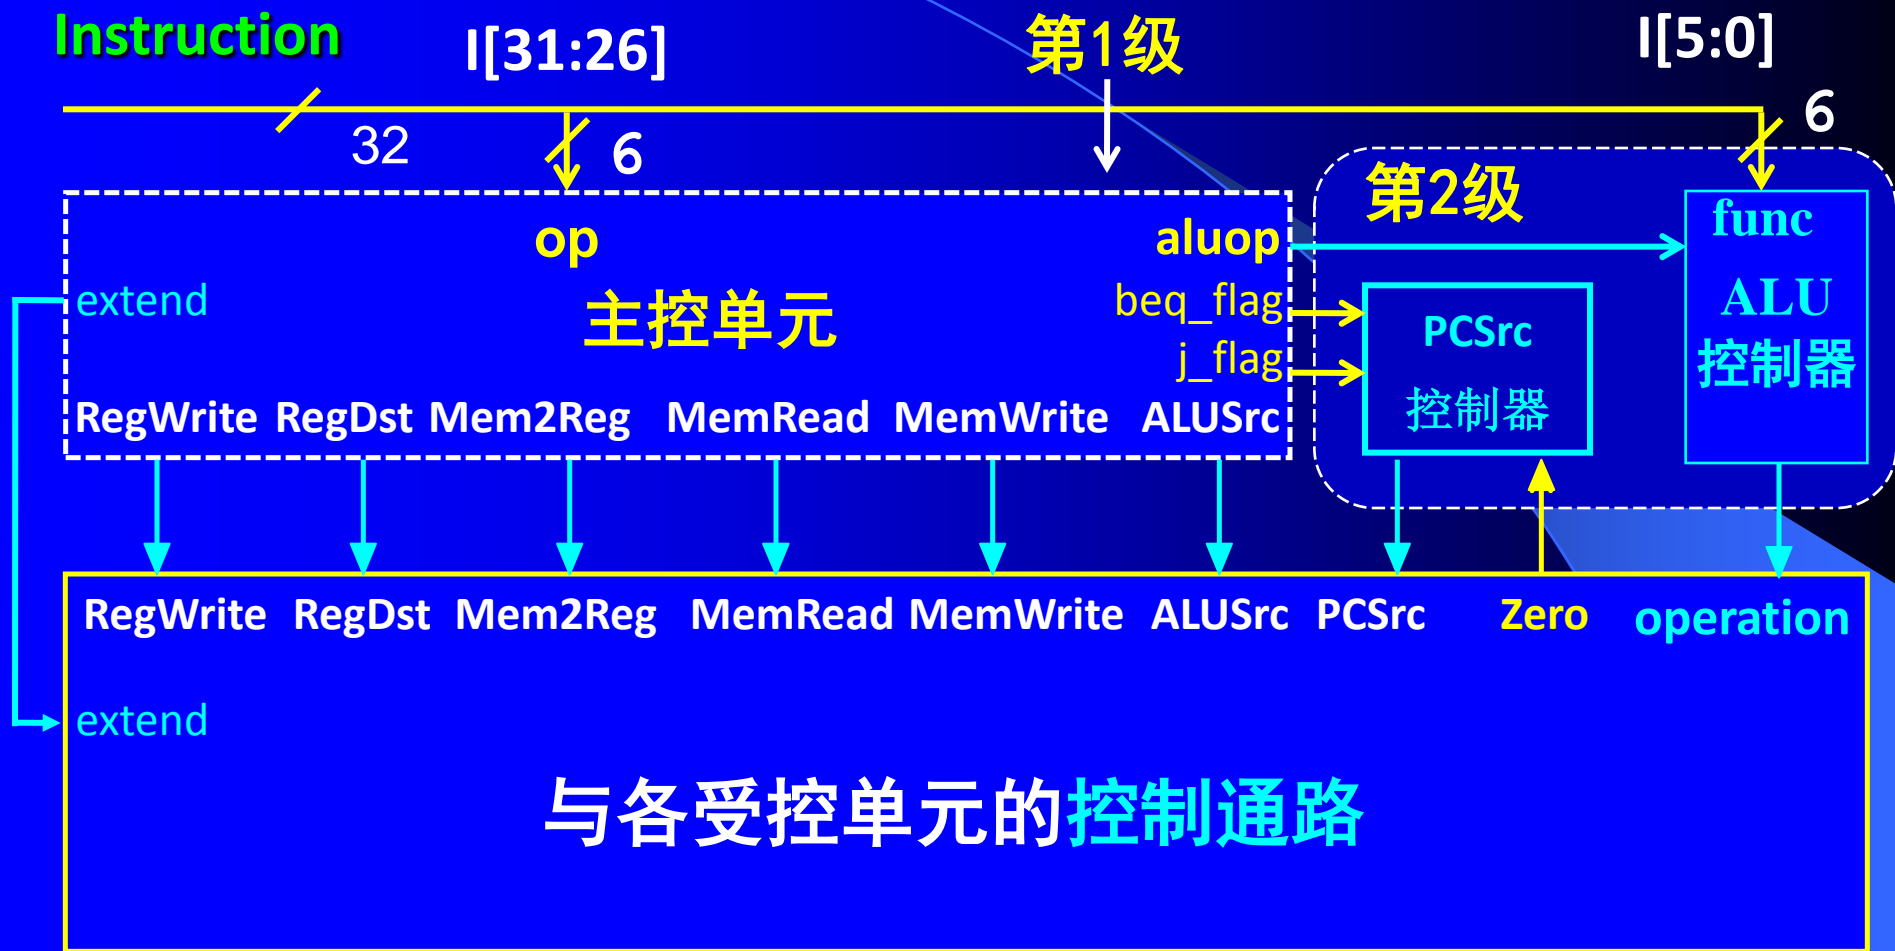 Instruction
I[31:26]
第1级
I[5:0]
32
6
6
第2级
op
aluop
func
extend
主控单元
beq_flag
j_flag
PCSrc
控制器
ALU
控制器
RegWrite RegDst Mem2Reg MemRead MemWrite ALUSrc
RegWrite RegDst Mem2Reg MemRead MemWrite ALUSrc PCSrc Zero operation
extend
与各受控单元的控制通路